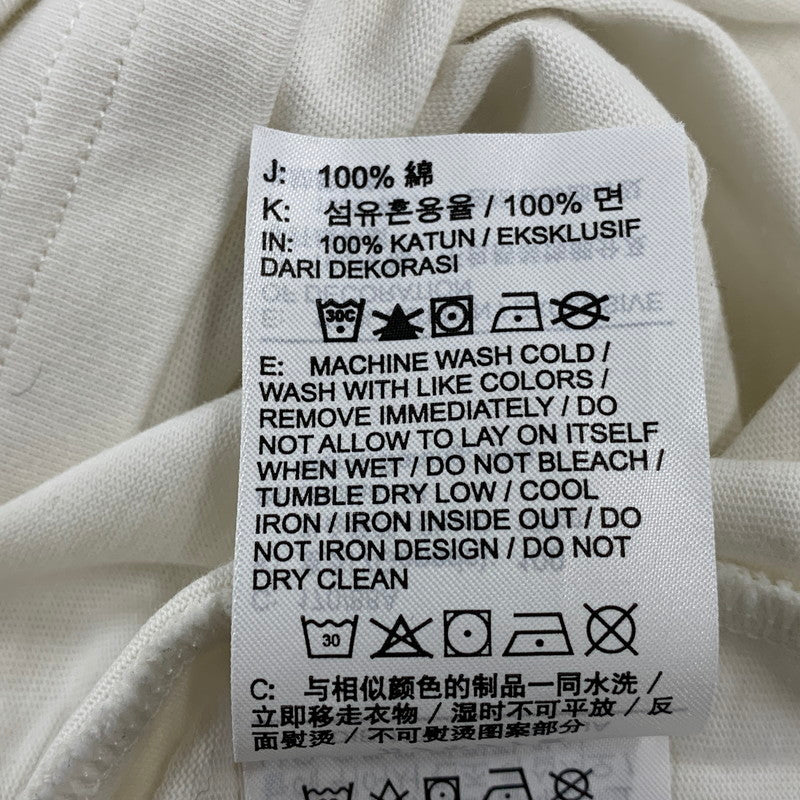 J: 100% 綿
K: 섬유혼용율 / 100% 면
IN: 100% KATUN / EKSKLUSIF
DARI DEKORASI
30C
E: MACHINE WASH COLD /
WASH WITH LIKE COLORS /
REMOVE IMMEDIATELY / DO
NOT ALLOW TO LAY ON ITSELF
WHEN WET / DO NOT BLEACH /
TUMBLE DRY LOW / COOL
IRON / IRON INSIDE OUT / DO
NOT IRON DESIGN / DO NOT
DRY CLEAN
30
C: 与相似颜色的制品一同水洗 /
立即移走衣物 / 湿时不可平放 / 反
面熨烫 / 不可熨烫图案部分